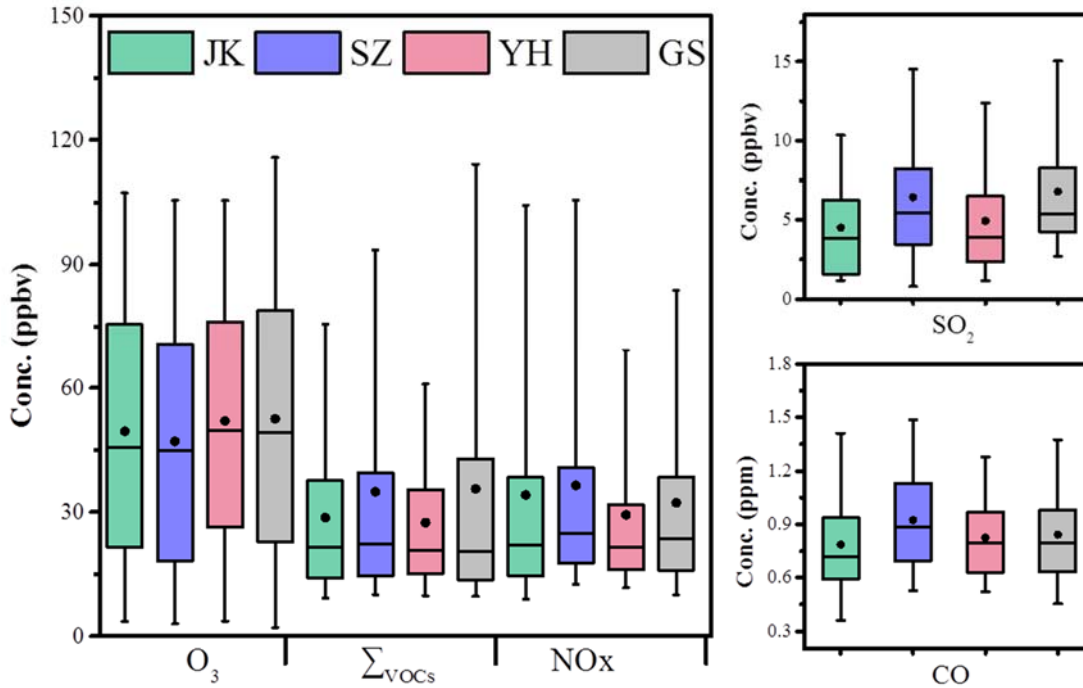 150
120
90
60
30
0
Conc. (ppbv)
JK SZ YH GS
O₃ ∑VOCs NOx
15
10
5
0
Conc. (ppbv)
SO₂
1.8
1.5
1.2
0.9
0.6
0.3
Conc. (ppm)
CO